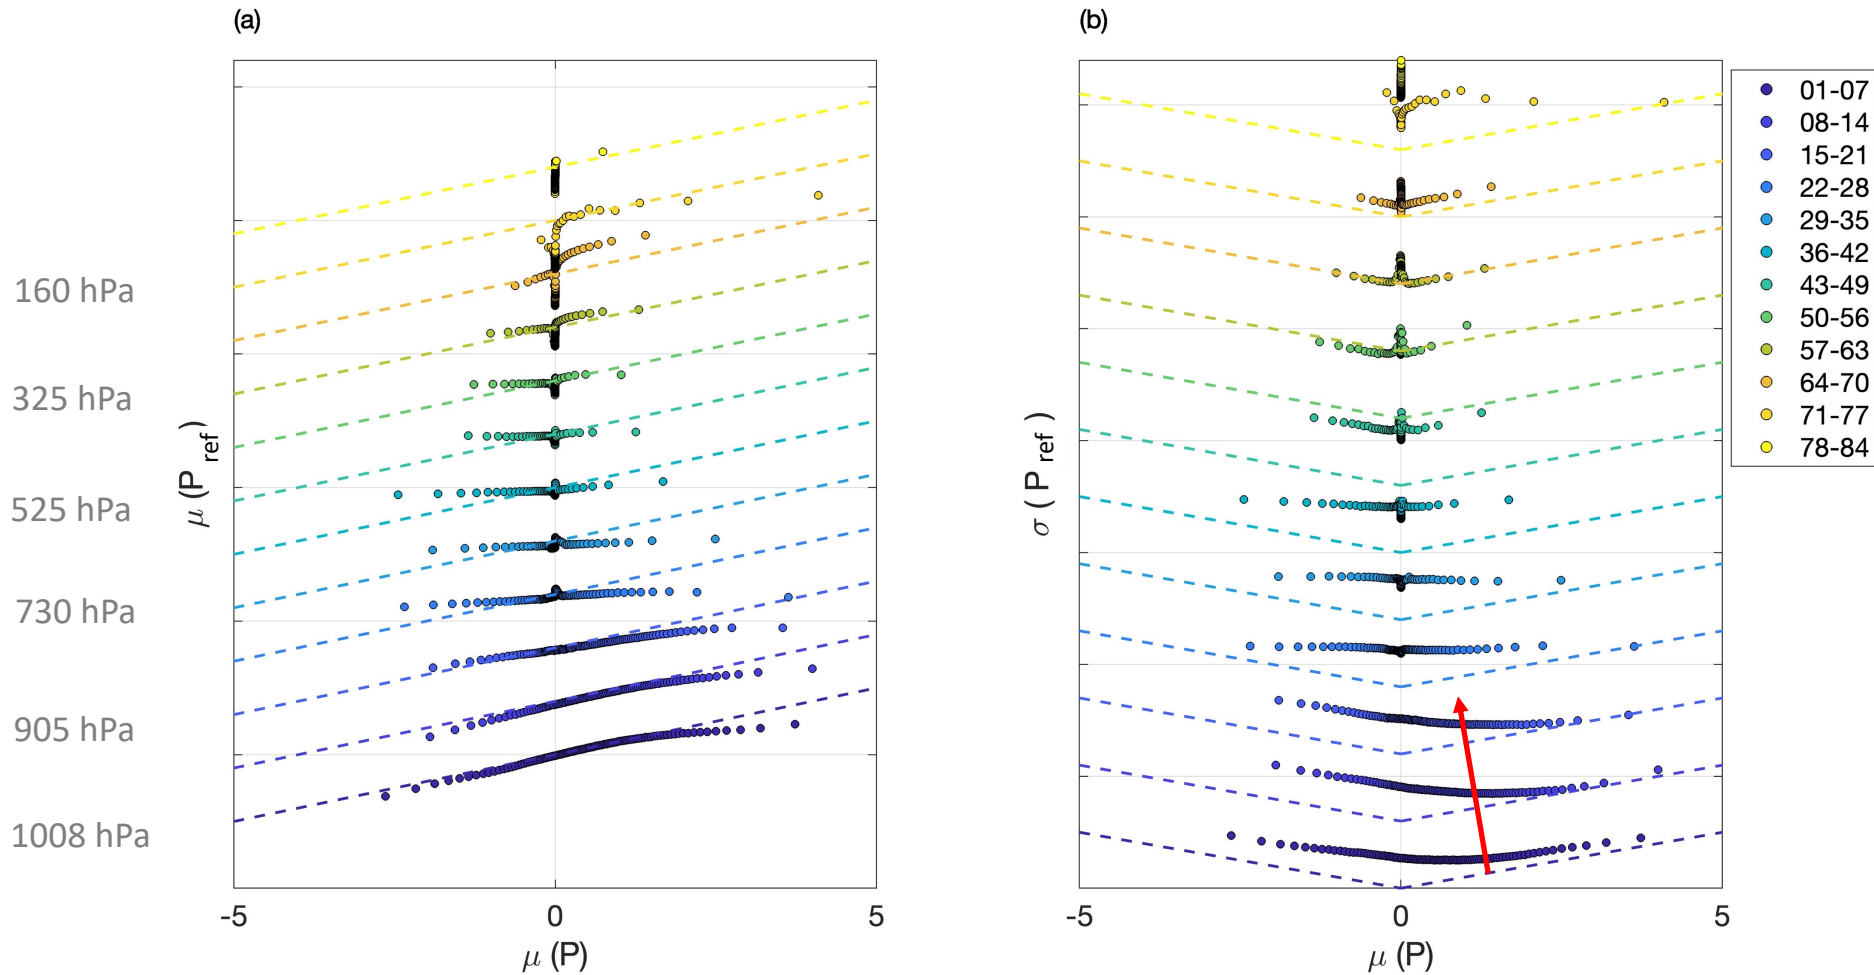 (a)
(b)
160 hPa
325 hPa
525 hPa
730 hPa
905 hPa
1008 hPa
μ (P ref )
-5 0 5
μ (P)
σ ( P ref )
-5 0 5
μ (P)
01-07
08-14
15-21
22-28
29-35
36-42
43-49
50-56
57-63
64-70
71-77
78-84